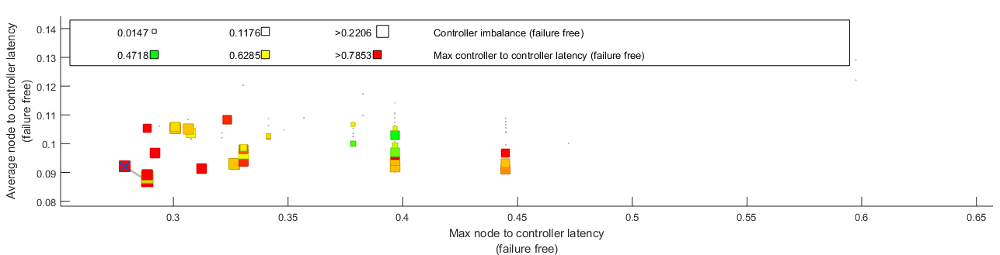 0.14
0.13
0.12
0.11
0.1
0.09
0.08
Average node to controller latency
(failure free)
0.0147 0.1176 >0.2206 Controller imbalance (failure free)
0.4718 0.6285 >0.7853 Max controller to controller latency (failure free)
0.3 0.35 0.4 0.45 0.5 0.55 0.6 0.65
Max node to controller latency
(failure free)